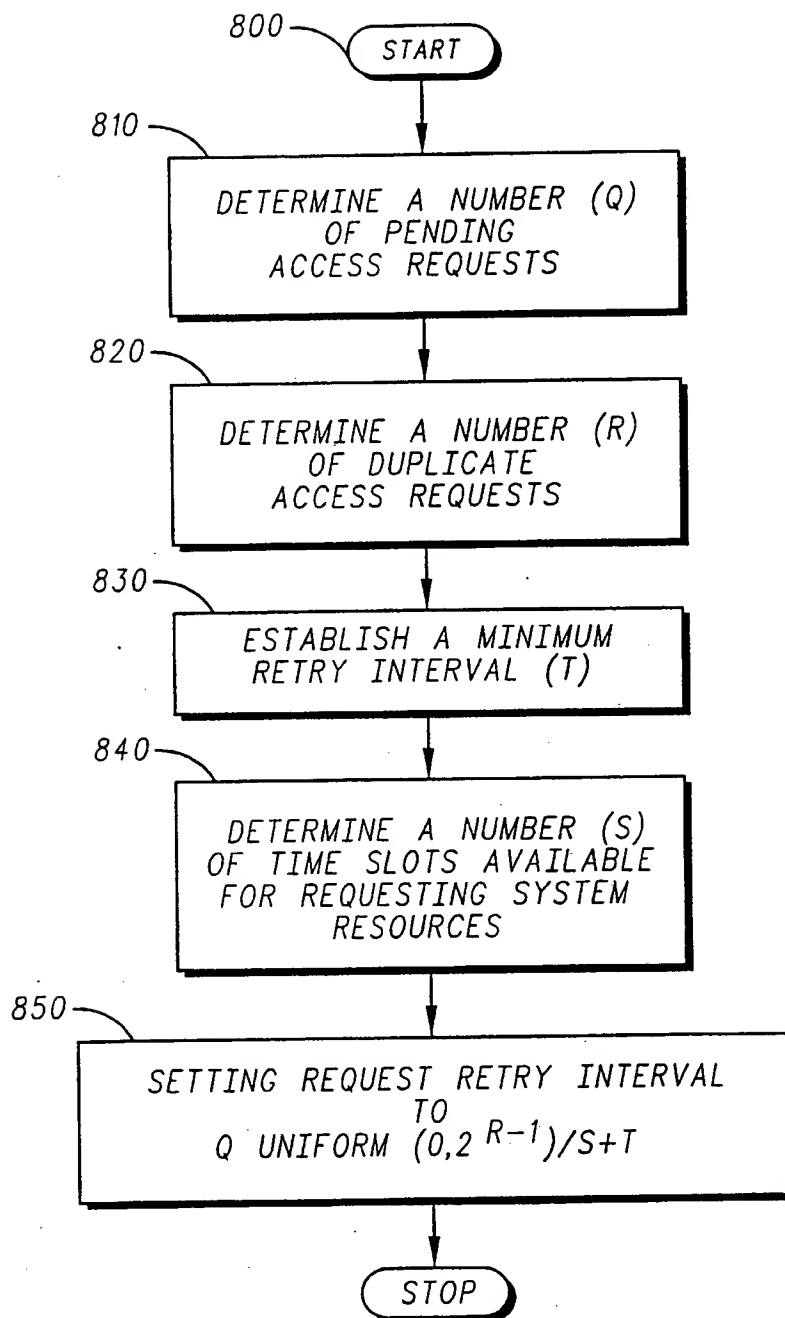 800
START
810
DETERMINE A NUMBER (Q)
OF PENDING
ACCESS REQUESTS
820
DETERMINE A NUMBER (R)
OF DUPLICATE
ACCESS REQUESTS
830
ESTABLISH A MINIMUM
RETRY INTERVAL (T)
840
DETERMINE A NUMBER (S)
OF TIME SLOTS AVAILABLE
FOR REQUESTING SYSTEM
RESOURCES
850
SETTING REQUEST RETRY INTERVAL
TO
Q UNIFORM (0,2 R-1)/S+T
STOP